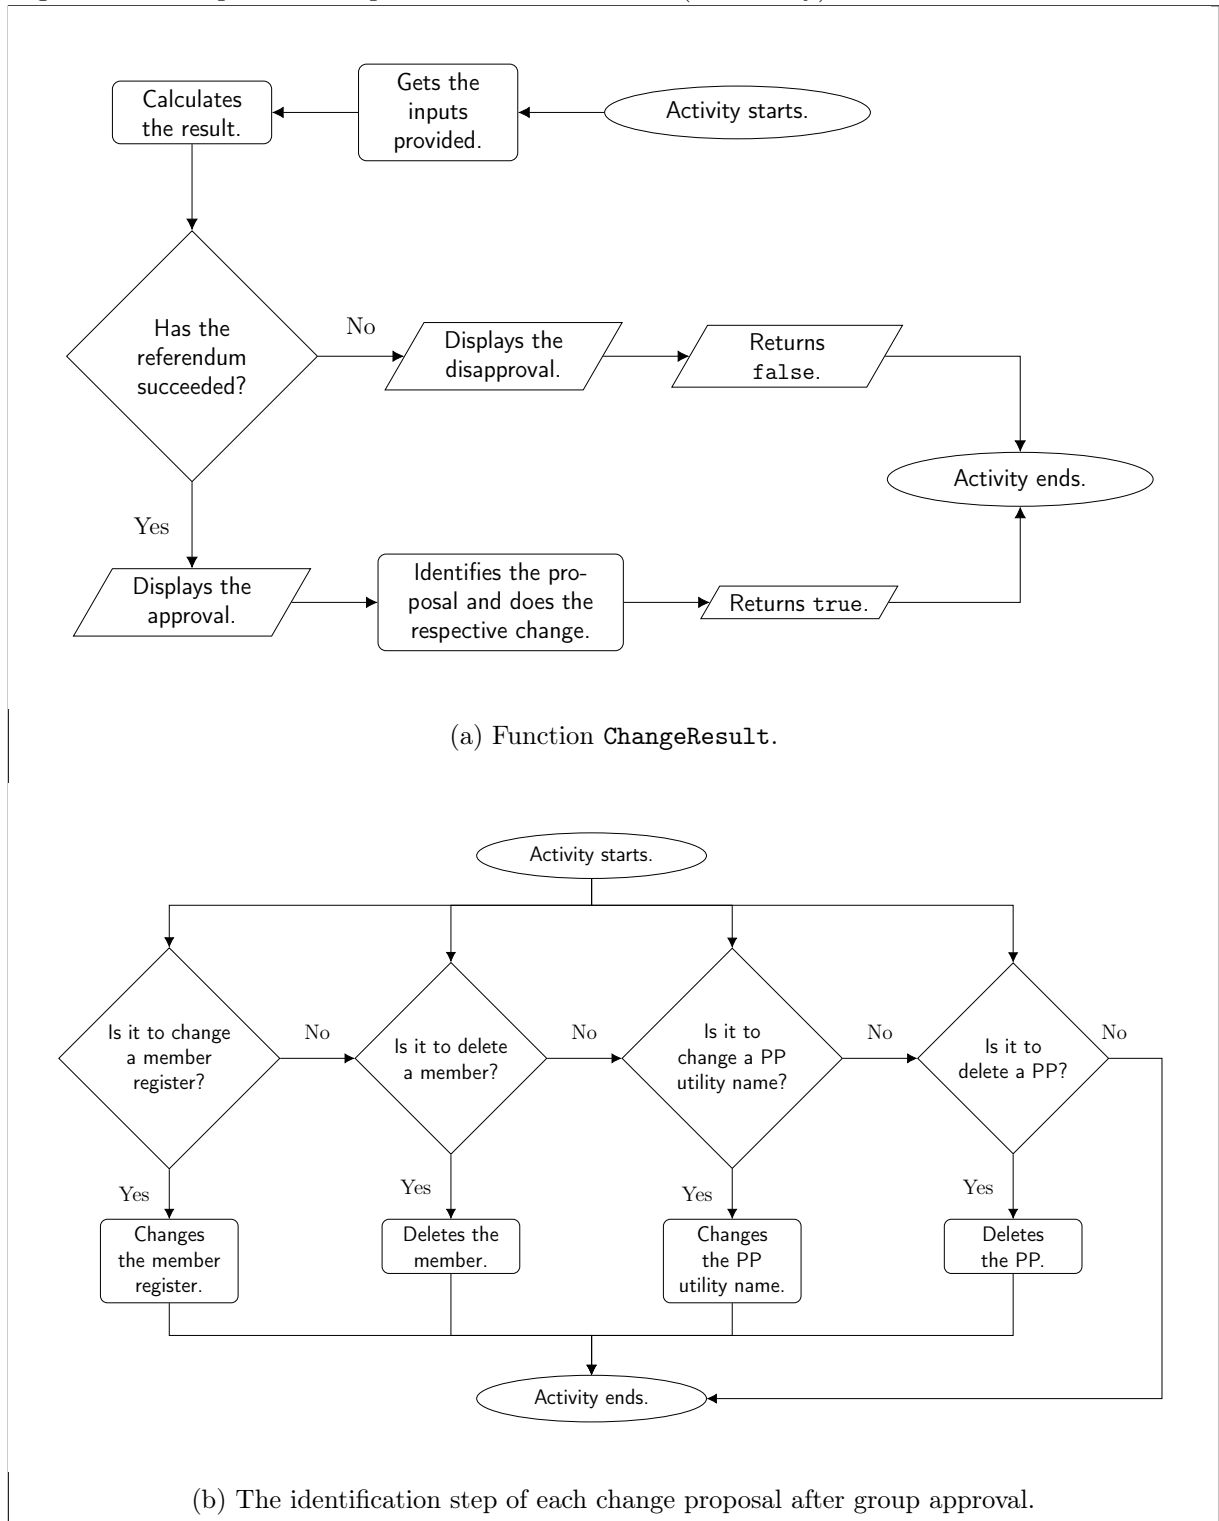 Calculates
the result.
Gets the
inputs
provided.
Activity starts.
Has the
referendum
succeeded?
No
Displays the
disapproval.
Returns
false.
Activity ends.
Yes
Displays the
approval.
Identifies the pro-
posal and does the
respective change.
Returns true.
(a) Function ChangeResult.
Activity starts.
Is it to change
a member
register?
No
Is it to delete
a member?
No
Is it to
change a PP
utility name?
No
Is it to
delete a PP?
No
Yes
Yes
Yes
Yes
Changes
the member
register.
Deletes the
member.
Changes
the PP
utility name.
Deletes
the PP.
Activity ends.
(b) The identification step of each change proposal after group approval.